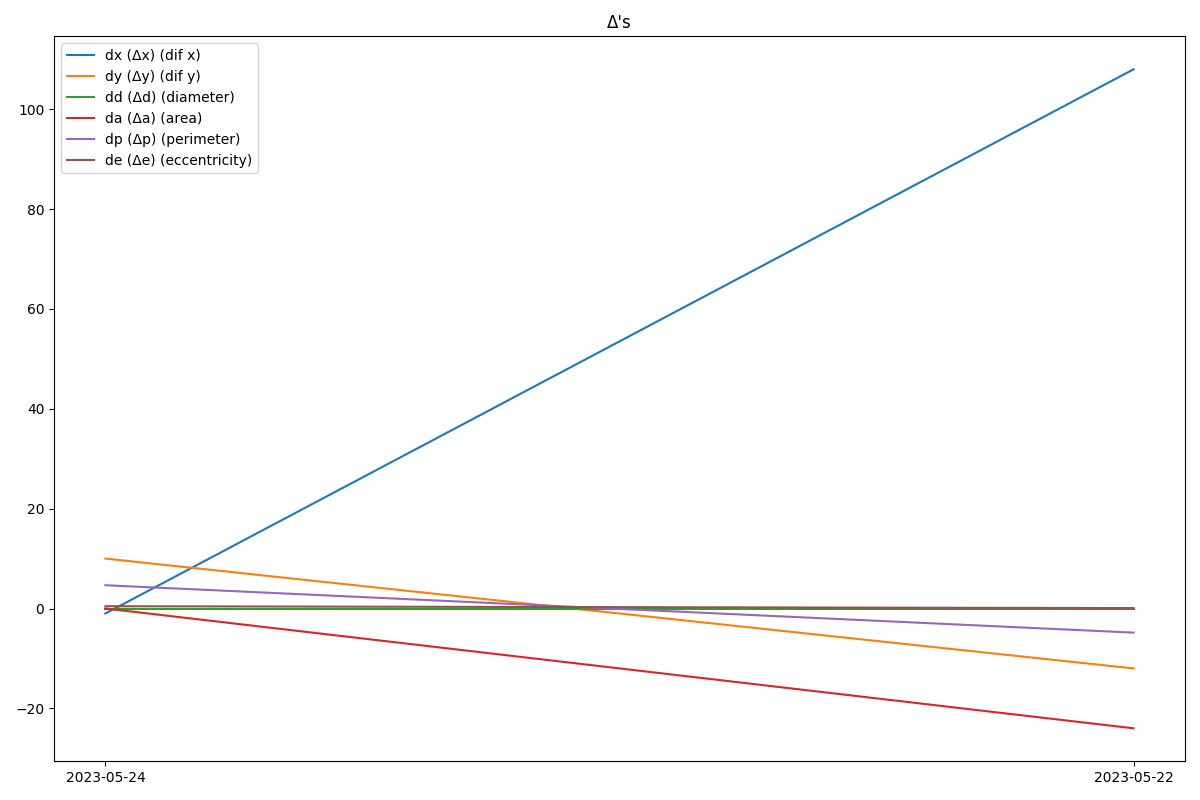 Δ's
dx (Δx) (dif x)
dy (Δy) (dif y)
dd (Δd) (diameter)
da (Δa) (area)
dp (Δp) (perimeter)
de (Δe) (eccentricity)
100
80
60
40
20
0
−20
2023-05-24 2023-05-22